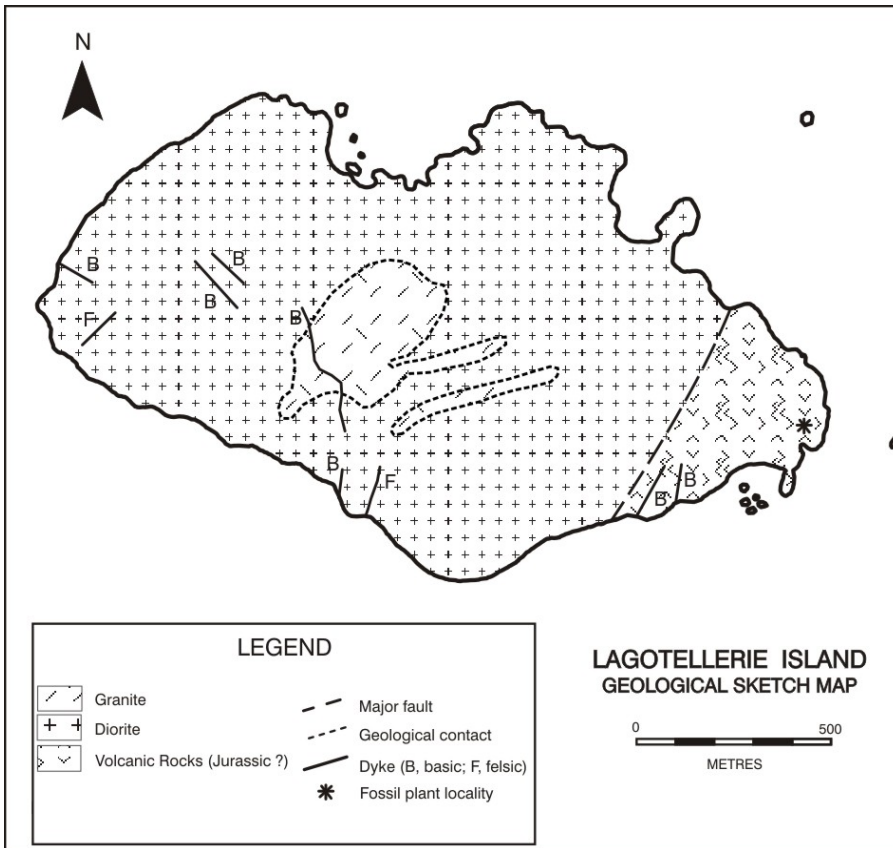 N
B
B
B
F
B
B
F
B
B
LEGEND
Granite
Diorite
Volcanic Rocks (Jurassic ?)
Major fault
Geological contact
Dyke (B, basic; F, felsic)
Fossil plant locality
LAGOTELLERIE ISLAND
GEOLOGICAL SKETCH MAP
0 500
METRES